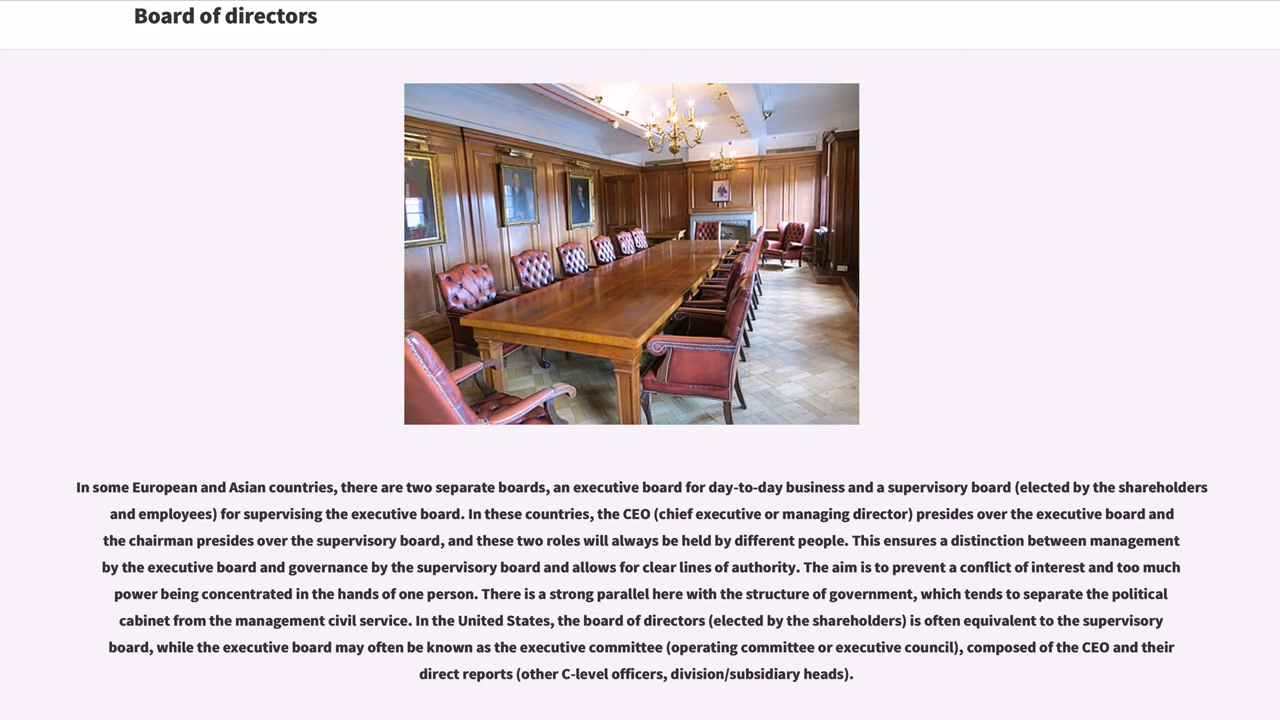 Board of directors
In some European and Asian countries, there are two separate boards, an executive board for day-to-day business and a supervisory board (elected by the shareholders
and employees) for supervising the executive board. In these countries, the CEO (chief executive or managing director) presides over the executive board and
the chairman presides over the supervisory board, and these two roles will always be held by different people. This ensures a distinction between management
by the executive board and governance by the supervisory board and allows for clear lines of authority. The aim is to prevent a conflict of interest and too much
power being concentrated in the hands of one person. There is a strong parallel here with the structure of government, which tends to separate the political
cabinet from the management civil service. In the United States, the board of directors (elected by the shareholders) is often equivalent to the supervisory
board, while the executive board may often be known as the executive committee (operating committee or executive council), composed of the CEO and their
direct reports (other C-level officers, division/subsidiary heads).